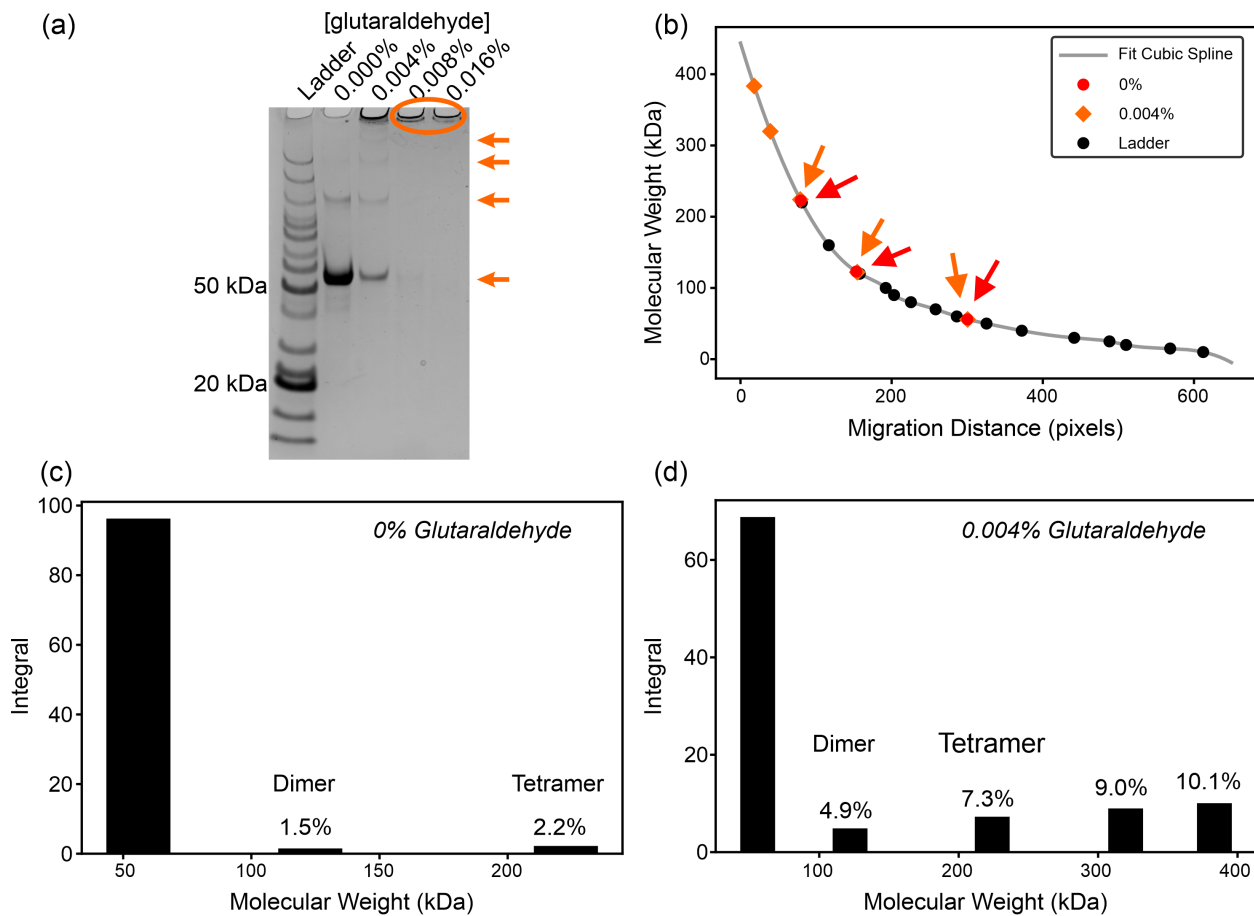 (a)
[glutaraldehyde]
Ladder
0.000%
0.004%
0.008%
0.016%
50 kDa
20 kDa
(b)
Molecular Weight (kDa)
400
300
200
100
0
0 200 400 600
Migration Distance (pixels)
Fit Cubic Spline
0%
0.004%
Ladder
(c)
Integral
100
80
60
40
20
0
0% Glutaraldehyde
Dimer
1.5%
Tetramer
2.2%
50 100 150 200
Molecular Weight (kDa)
(d)
Integral
60
40
20
0
0.004% Glutaraldehyde
Dimer
4.9%
Tetramer
7.3%
9.0%
10.1%
100 200 300 400
Molecular Weight (kDa)